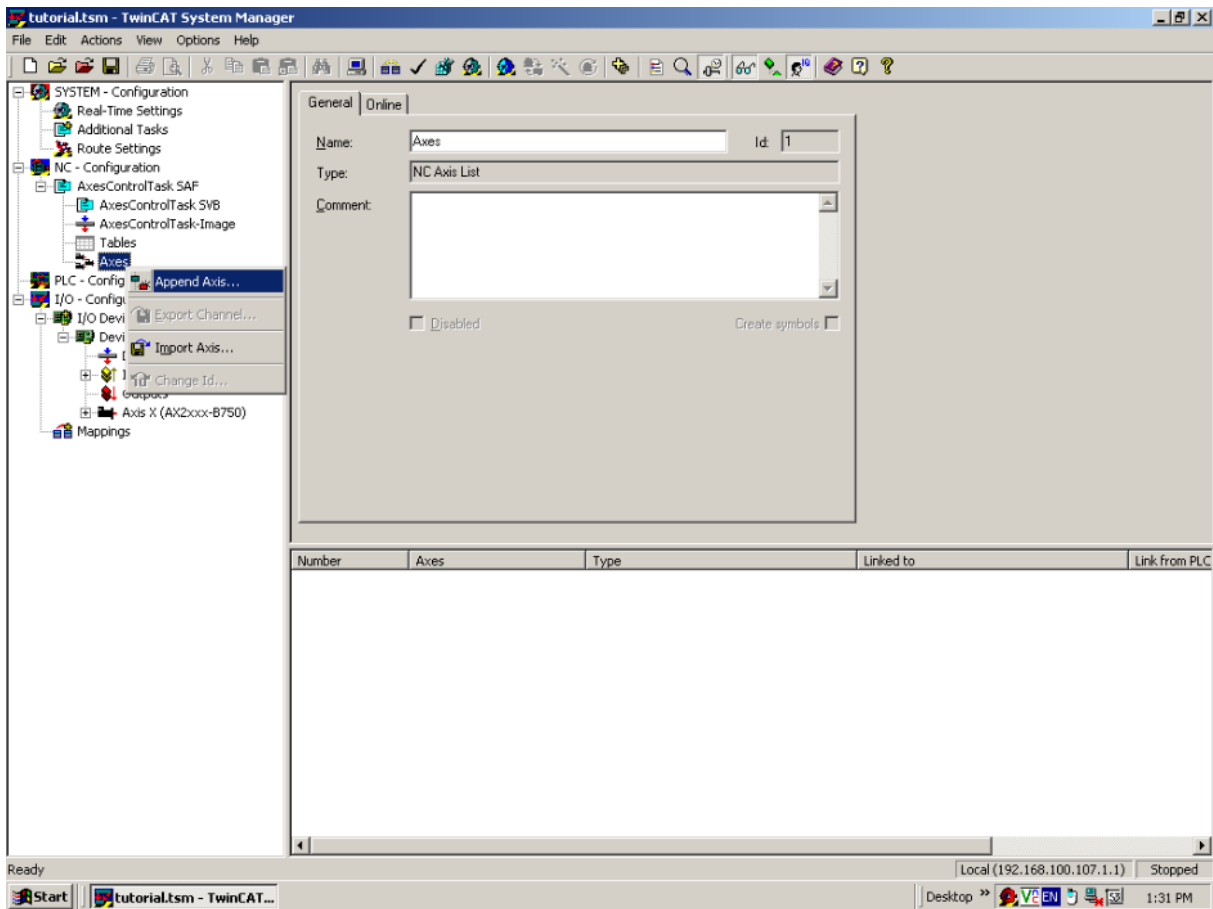 tutorial.tsm - TwinCAT System Manager
File Edit Actions View Options Help
SYSTEM - Configuration
Real-Time Settings
Additional Tasks
Route Settings
NC - Configuration
AxesControlTask SAF
AxesControlTask SVB
AxesControlTask-Image
Tables
Axes
PLC - Config
I/O - Configu
I/O Devi
Devi
Outputs
Axis X (AX2xxx-B750)
Mappings
Append Axis...
Export Channel...
Import Axis...
Change Id...
General Online
Name: Axes Id: 1
Type: NC Axis List
Comment:
Disabled Create symbols
Number Axes Type Linked to Link from PLC
Ready Local (192.168.100.107.1.1) Stopped
Start tutorial.tsm - TwinCAT... Desktop » EN 1:31 PM